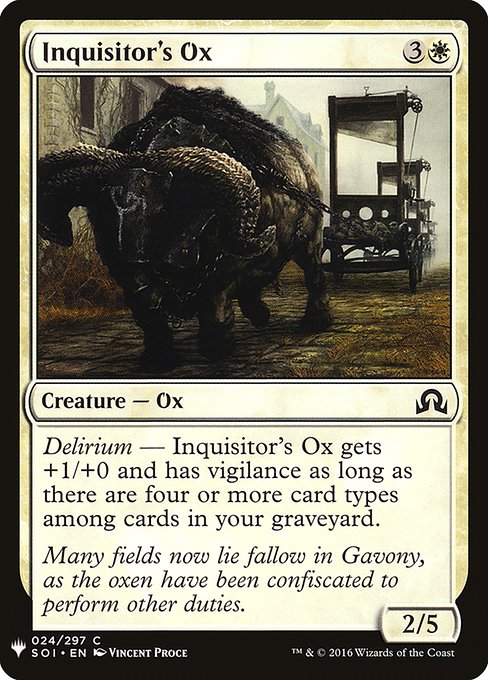 Inquisitor's Ox 3
Creature — Ox
Delirium — Inquisitor's Ox gets
+1/+0 and has vigilance as long as
there are four or more card types
among cards in your graveyard.
Many fields now lie fallow in Gavony,
as the oxen have been confiscated to
perform other duties.
2/5
024/297 C
SOI • EN VINCENT PROCE
™ & © 2016 Wizards of the Coast